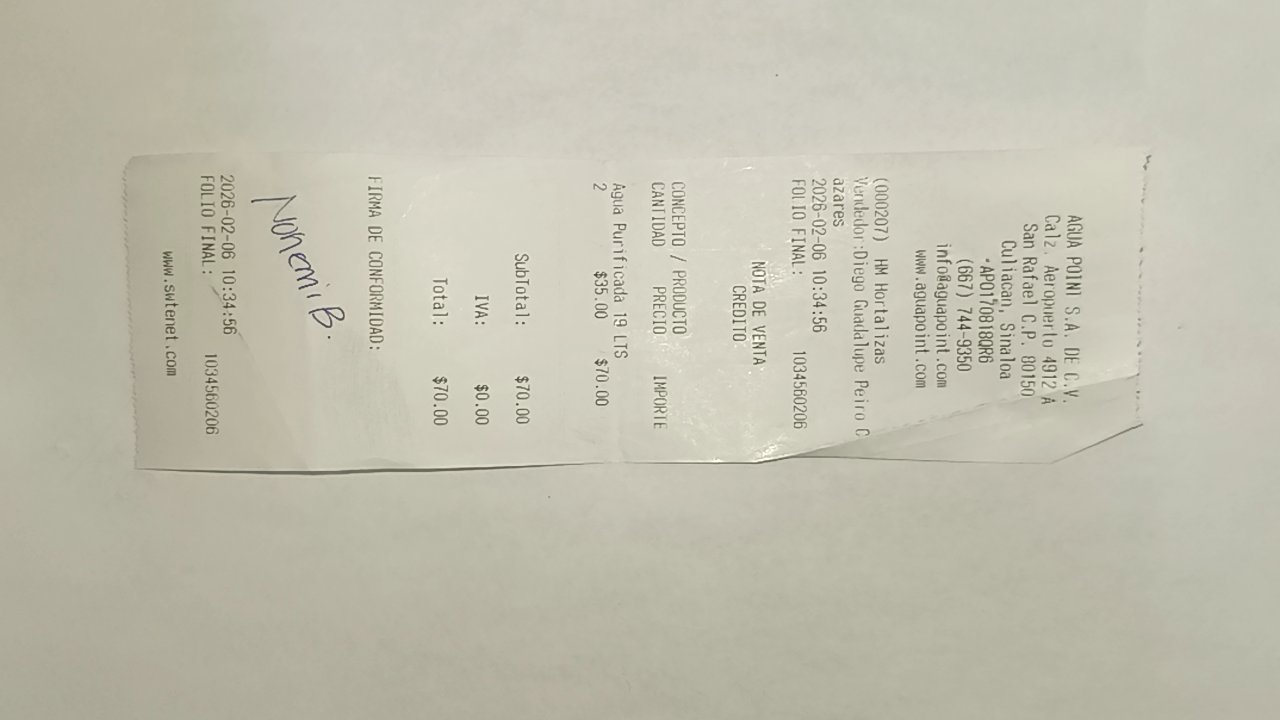 AGUA POINT S.A. DE C.V.
Calz. Aeropuerto 4912 A
San Rafael C.P. 80150
Culiacan, Sinaloa
-APO170818QR6
(667) 744-9350
info@aguapoint.com
www.aguapoint.com
(000207) HM Hortalizas
Vendedor:Diego Guadalupe Peiro C
azares
2026-02-06 10:34:56
FOLIO FINAL: 1034560206
NOTA DE VENTA
CREDITO
CONCEPTO / PRODUCTO
CANTIDAD PRECIO IMPORTE
Agua Purificada 19 LTS
2 $35.00 $70.00
SubTotal: $70.00
IVA: $0.00
Total: $70.00
FIRMA DE CONFORMIDAD:
Nohemi B.
2026-02-06 10:34:56
FOLIO FINAL: 1034560206
www.swtenet.com